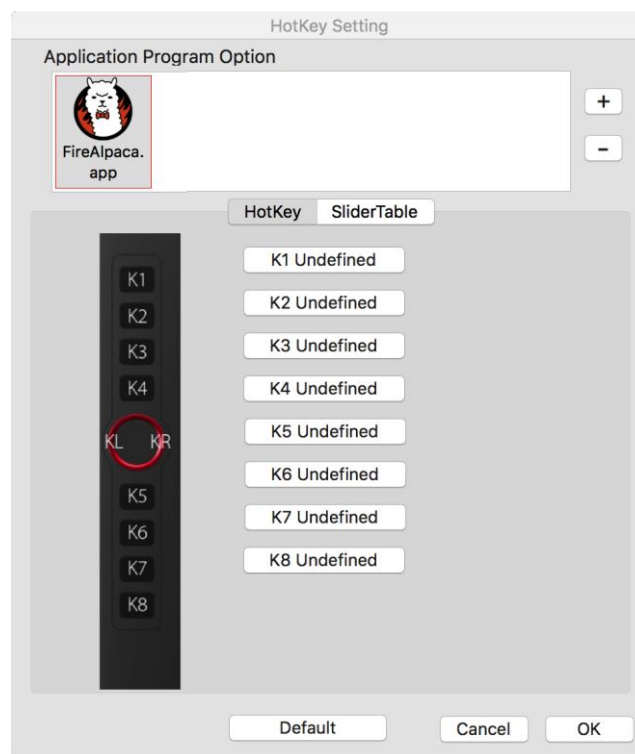 HotKey Setting
Application Program Option
FireAlpaca.
app
+
-
HotKey SliderTable
K1
K2
K3
K4
KL KR
K5
K6
K7
K8
K1 Undefined
K2 Undefined
K3 Undefined
K4 Undefined
K5 Undefined
K6 Undefined
K7 Undefined
K8 Undefined
Default Cancel OK